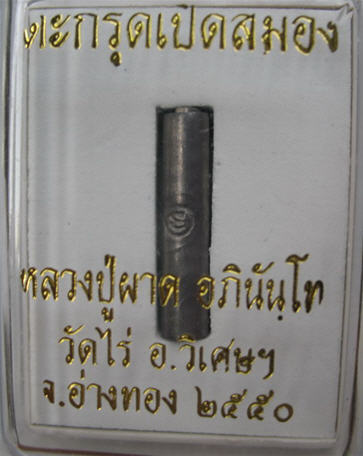 ตะกรุดเปิดสมอง
หลวงปู่ผาด อภินันฺโท
วัดไร่ อ.วิเศษฯ
จ.อ่างทอง ๒๕๕๐